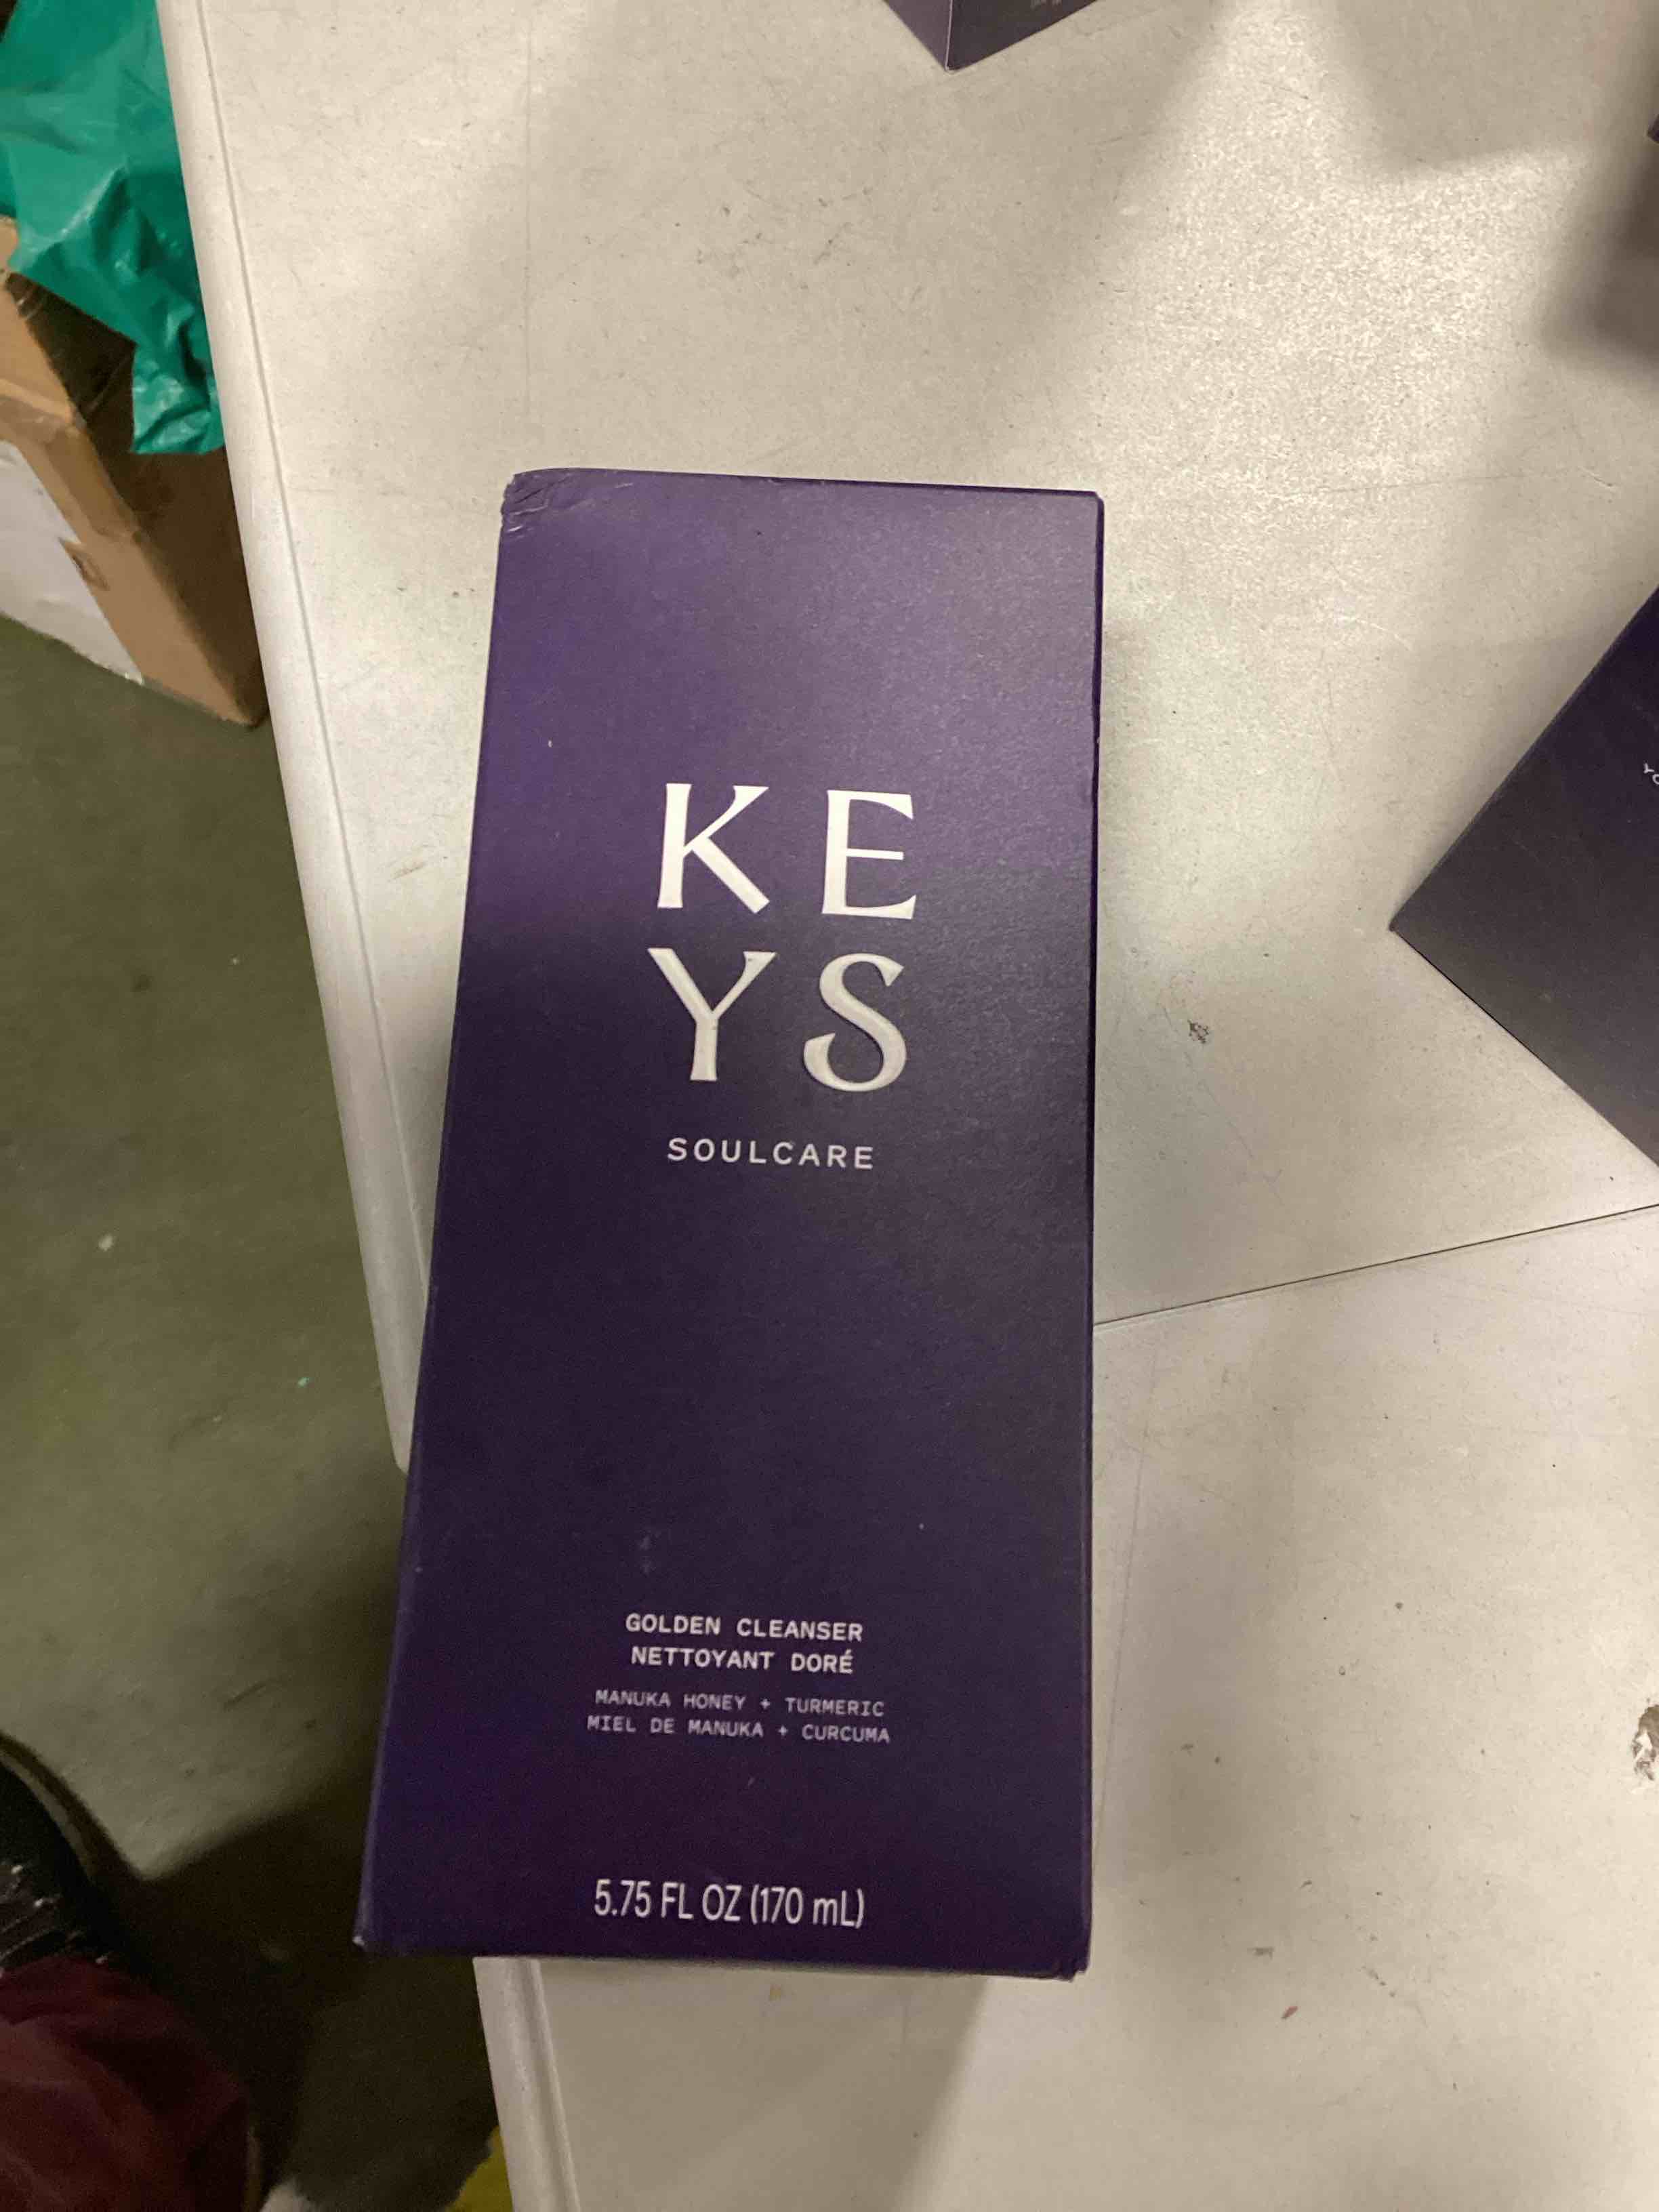 KE
YS
SOULCARE
GOLDEN CLEANSER
NETTOYANT DORÉ
MANUKA HONEY + TURMERIC
MIEL DE MANUKA + CURCUMA
5.75 FL OZ (170 mL)